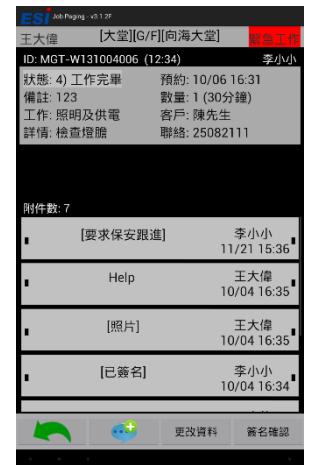 ESi Job Paging - v3.1.2F
王大偉 [大堂][G/F][向海大堂] 緊急工作
ID: MGT-W131004006 (12:34) 李小小
狀態: 4) 工作完畢 預約: 10/06 16:31
備註: 123 數量: 1 (30分鐘)
工作: 照明及供電 客戶: 陳先生
詳情: 檢查燈膽 聯絡: 25082111
附件數: 7
[要求保安跟進] 李小小
11/21 15:36
Help 王大偉
10/04 16:35
[照片] 王大偉
10/04 16:35
[已簽名] 李小小
10/04 16:34
更改資料 簽名確認